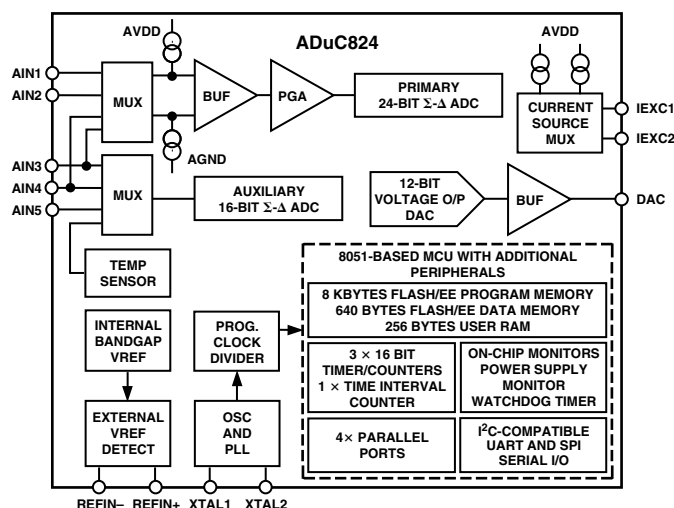 ADuC824
AVDD
AVDD
AIN1
AIN2
MUX
BUF
PGA
PRIMARY
24-BIT Σ-Δ ADC
CURRENT
SOURCE
MUX
IEXC1
IEXC2
AGND
AIN3
AIN4
AIN5
MUX
AUXILIARY
16-BIT Σ-Δ ADC
12-BIT
VOLTAGE O/P
DAC
BUF
DAC
TEMP
SENSOR
8051-BASED MCU WITH ADDITIONAL
PERIPHERALS
8 KBYTES FLASH/EE PROGRAM MEMORY
640 BYTES FLASH/EE DATA MEMORY
256 BYTES USER RAM
INTERNAL
BANDGAP
VREF
PROG.
CLOCK
DIVIDER
3 × 16 BIT
TIMER/COUNTERS
1 × TIME INTERVAL
COUNTER
ON-CHIP MONITORS
POWER SUPPLY
MONITOR
WATCHDOG TIMER
EXTERNAL
VREF
DETECT
OSC
AND
PLL
4× PARALLEL
PORTS
I²C-COMPATIBLE
UART AND SPI
SERIAL I/O
REFIN– REFIN+ XTAL1 XTAL2